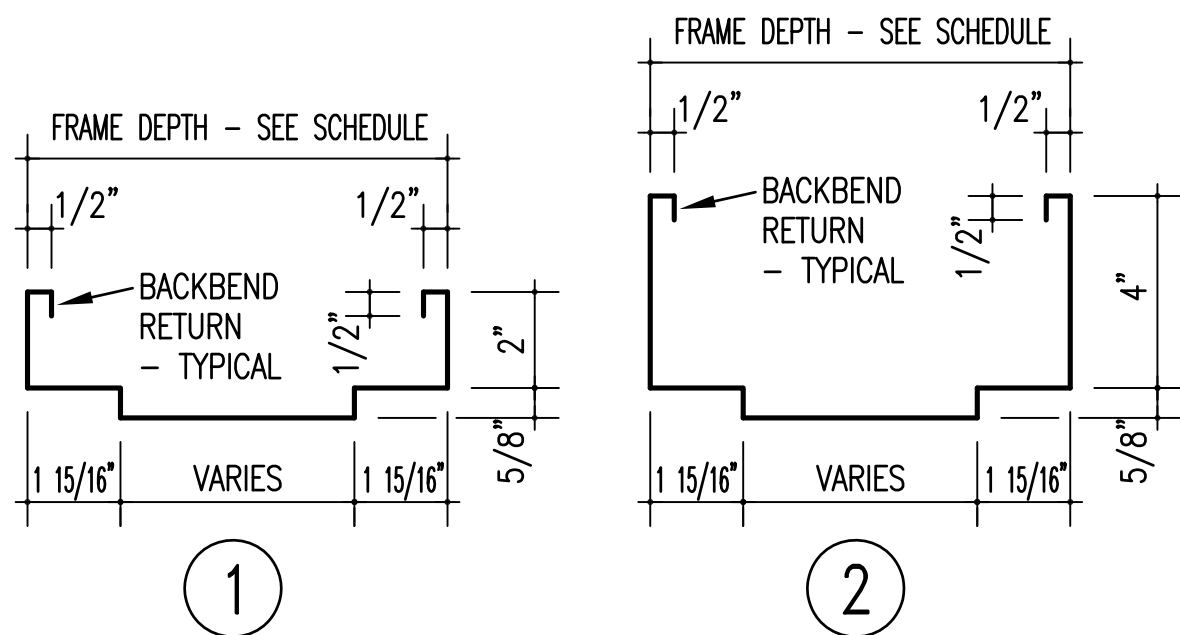 FRAME DEPTH – SEE SCHEDULE
1/2”
1/2”
BACKBEND
RETURN
– TYPICAL
1/2”
2”
5/8”
1 15/16”
VARIES
1 15/16”
1
FRAME DEPTH – SEE SCHEDULE
1/2”
1/2”
BACKBEND
RETURN
– TYPICAL
1/2”
4”
5/8”
1 15/16”
VARIES
1 15/16”
2